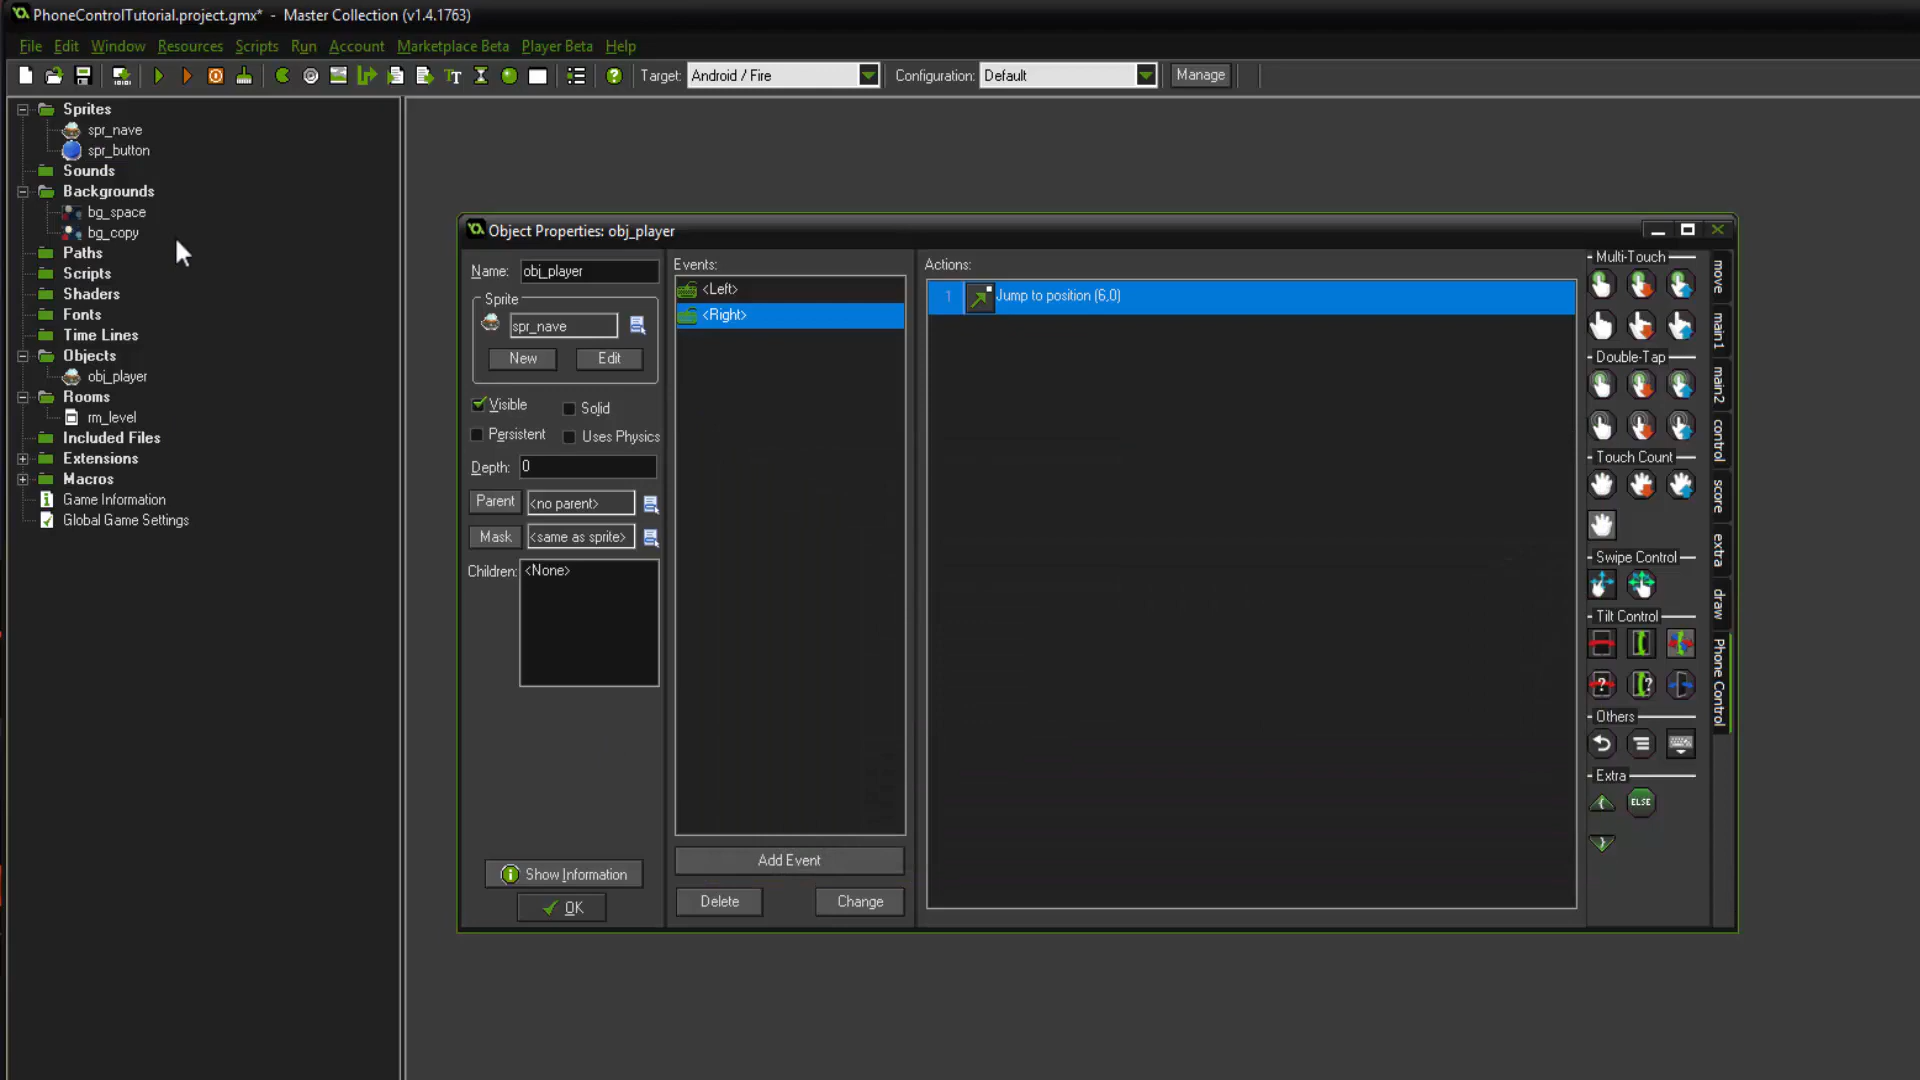 PhoneControlTutorial.project.gmx* - Master Collection (v1.4.1763)
File Edit Window Resources Scripts Run Account Marketplace Beta Player Beta Help
Target: Android / Fire Configuration: Default Manage
Sprites
spr_nave
spr_button
Sounds
Backgrounds
bg_space
bg_copy
Paths
Scripts
Shaders
Fonts
Time Lines
Objects
obj_player
Rooms
rm_level
Included Files
Extensions
Macros
Game Information
Global Game Settings
Object Properties: obj_player
Name: obj_player
Sprite
spr_nave
New Edit
Visible Solid
Persistent Uses Physics
Depth: 0
Parent <no parent>
Mask <same as sprite>
Children: <None>
Show Information
OK
Events:
<Left>
<Right>
Add Event
Delete Change
Actions:
1 Jump to position (6,0)
Multi-Touch
Double-Tap
Touch Count
Swipe Control
Tilt Control
Others
Extra
ELSE
move
main1
main2
control
score
extra
draw
Phone Control